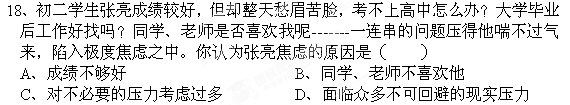 18、初二学生张亮成绩较好，但却整天愁眉苦脸，考不上高中怎么办？大学毕业
后工作好找吗？同学、老师是否喜欢我呢-------一连串的问题压得他喘不过气
来，陷入极度焦虑之中。你认为张亮焦虑的原因是（    ）
A、成绩不够好    B、同学、老师不喜欢他
C、对不必要的压力考虑过多    D、面临众多不可回避的现实压力